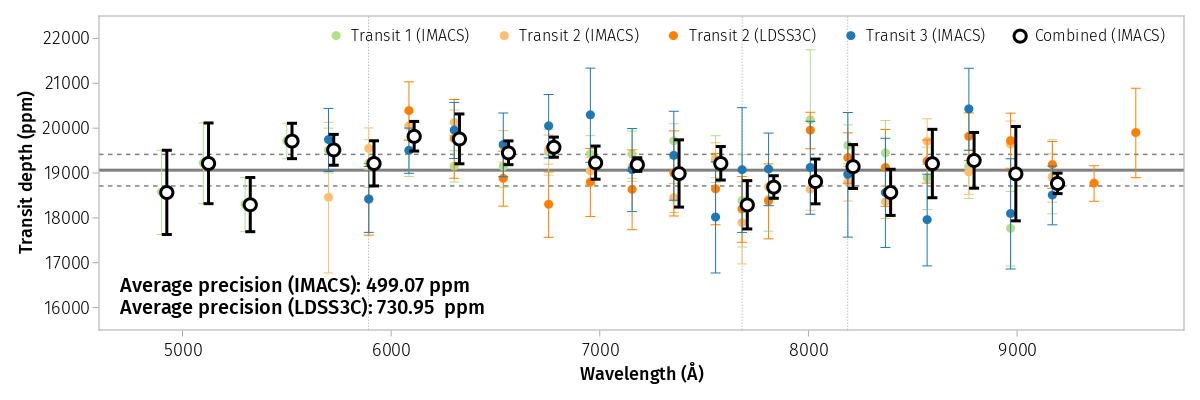 Transit 1 (IMACS) Transit 2 (IMACS) Transit 2 (LDSS3C) Transit 3 (IMACS) Combined (IMACS)
22000
21000
20000
19000
18000
17000
16000
Transit depth (ppm)
Average precision (IMACS): 499.07 ppm
Average precision (LDSS3C): 730.95 ppm
5000 6000 7000 8000 9000
Wavelength (Å)